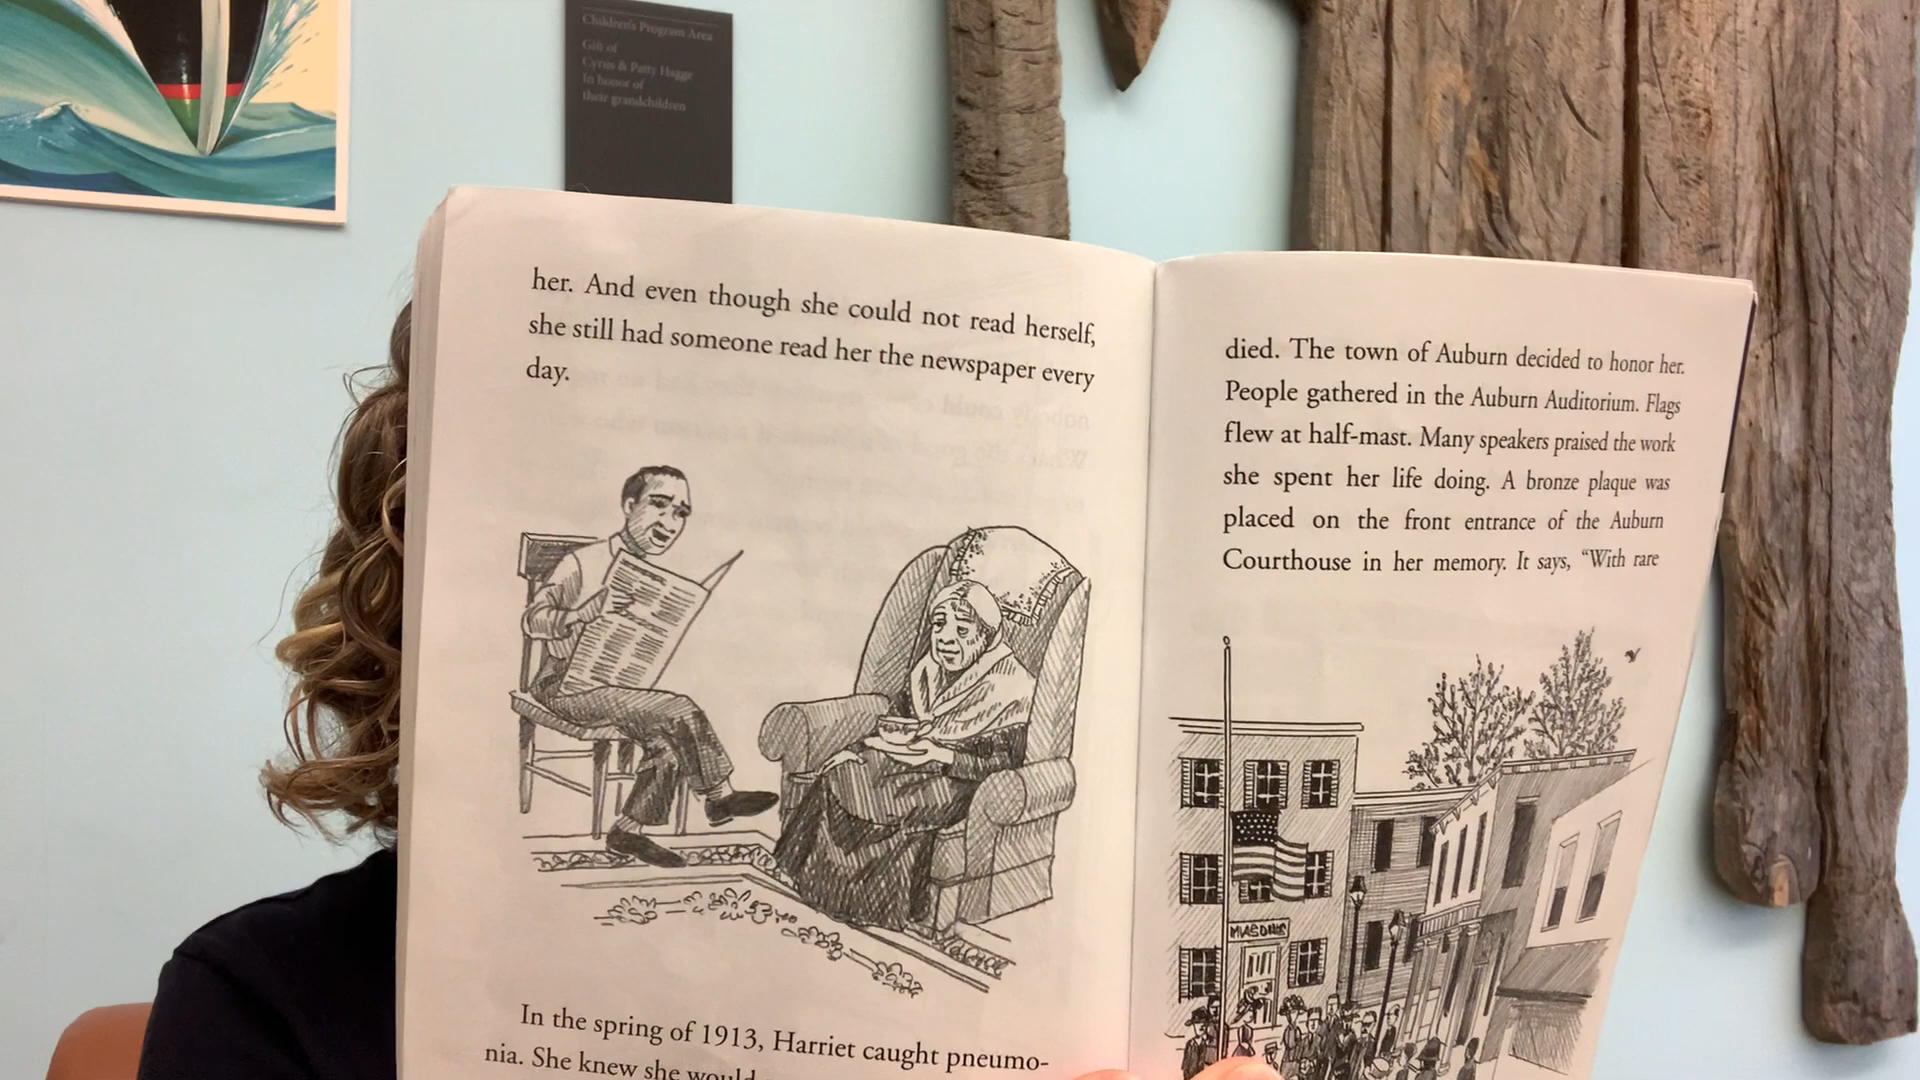 Children's Program Area
Gift of
Cyrus & Patty Hagge
In honor of
their grandchildren
her. And even though she could not read herself,
she still had someone read her the newspaper every
day.
In the spring of 1913, Harriet caught pneumo-
nia. She knew she would
died. The town of Auburn decided to honor her.
People gathered in the Auburn Auditorium. Flags
flew at half-mast. Many speakers praised the work
she spent her life doing. A bronze plaque was
placed on the front entrance of the Auburn
Courthouse in her memory. It says, “With rare
MASONIC